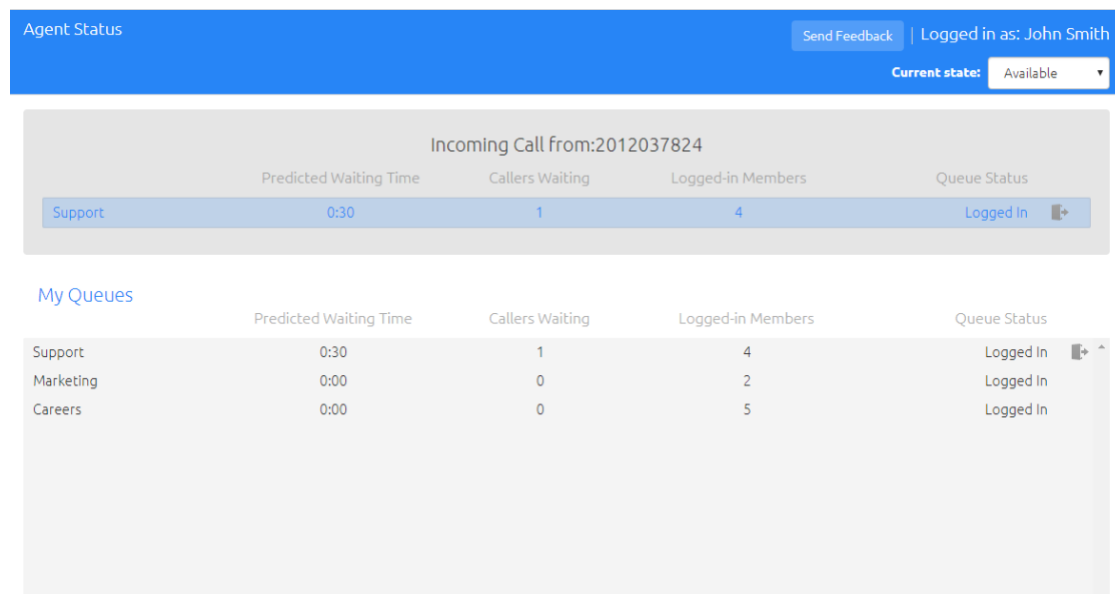 Agent Status
Send Feedback | Logged in as: John Smith
Current state: Available
Incoming Call from:2012037824
Predicted Waiting Time Callers Waiting Logged-in Members Queue Status
Support 0:30 1 4 Logged In
My Queues
Predicted Waiting Time Callers Waiting Logged-in Members Queue Status
Support 0:30 1 4 Logged In
Marketing 0:00 0 2 Logged In
Careers 0:00 0 5 Logged In